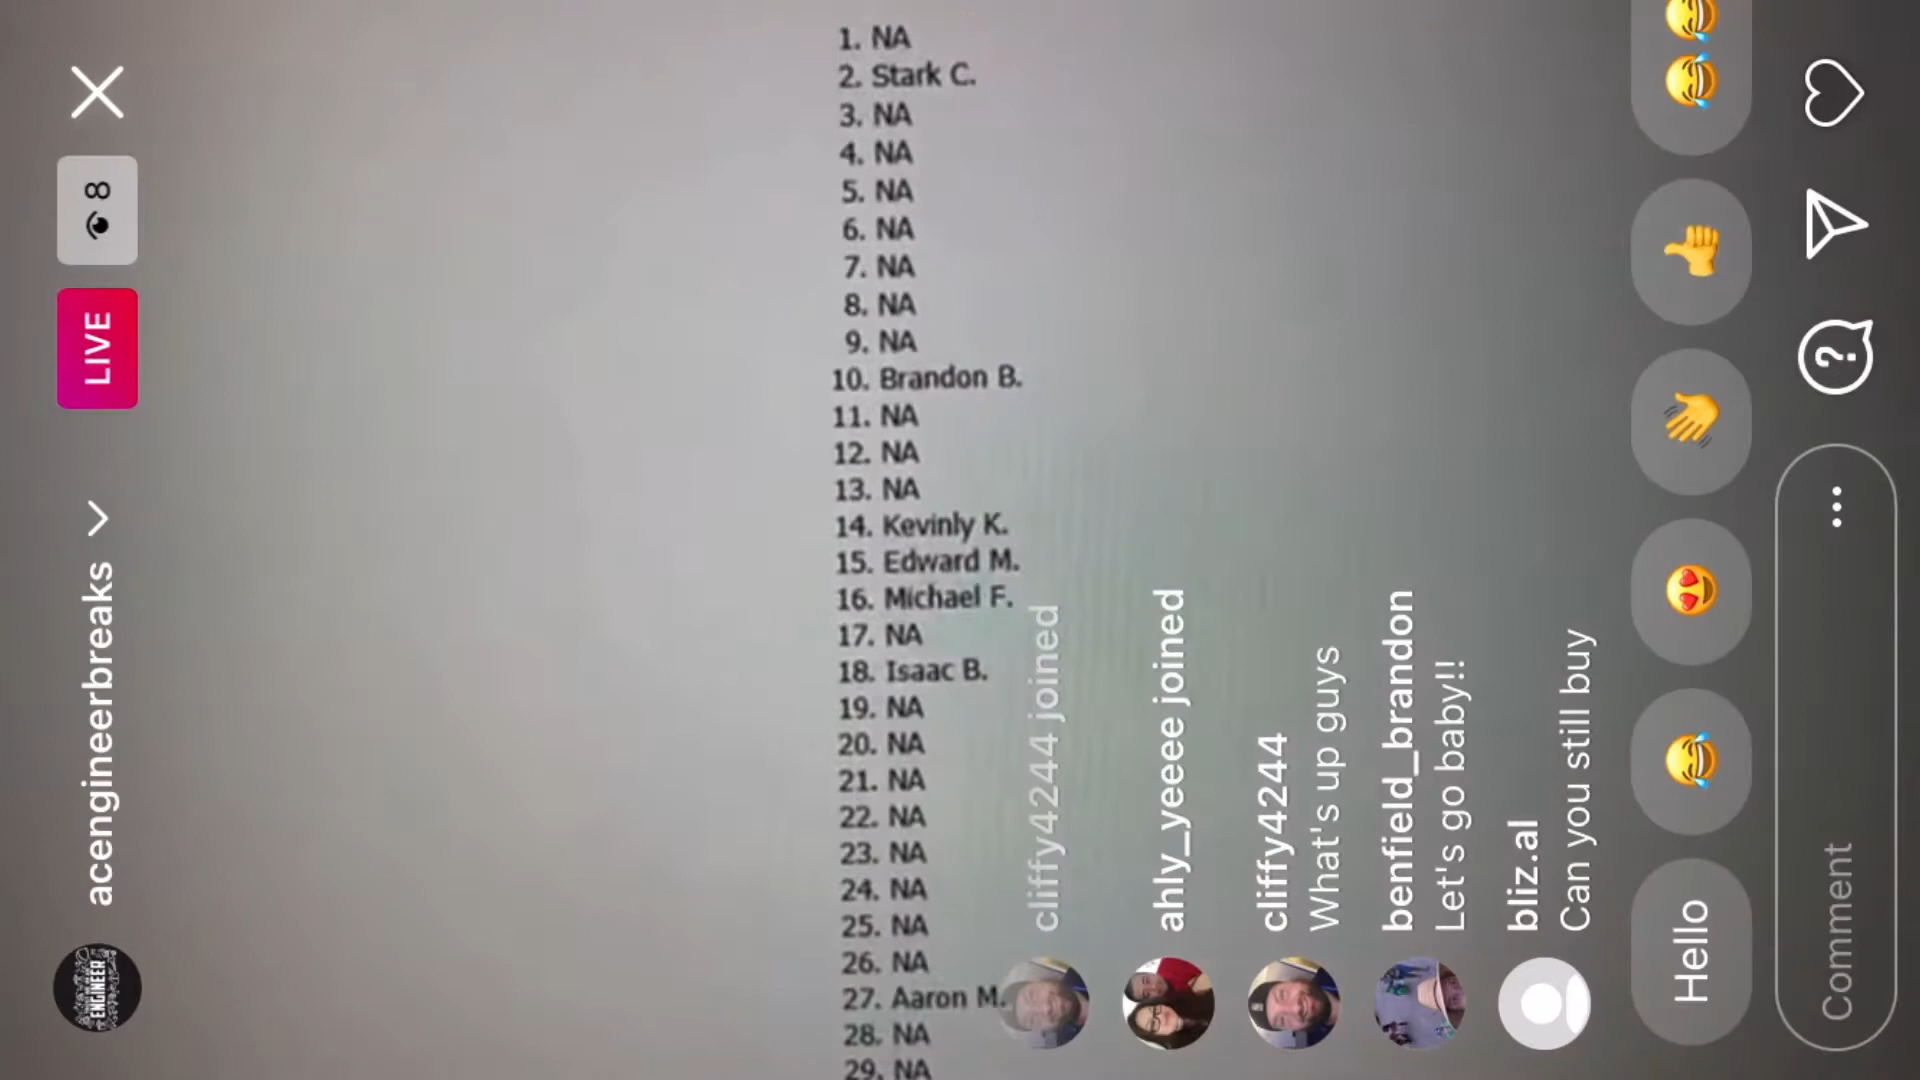 acengineerbreaks
LIVE
8
1. NA
2. Stark C.
3. NA
4. NA
5. NA
6. NA
7. NA
8. NA
9. NA
10. Brandon B.
11. NA
12. NA
13. NA
14. Kevinly K.
15. Edward M.
16. Michael F.
17. NA
18. Isaac B.
19. NA
20. NA
21. NA
22. NA
23. NA
24. NA
25. NA
26. NA
27. Aaron M.
28. NA
29. NA
cliffy4244 joined
ahly_yeeee joined
cliffy4244
What's up guys
benfield_brandon
Let's go baby!!
bliz.al
Can you still buy
Hello
Comment
ENGINEER